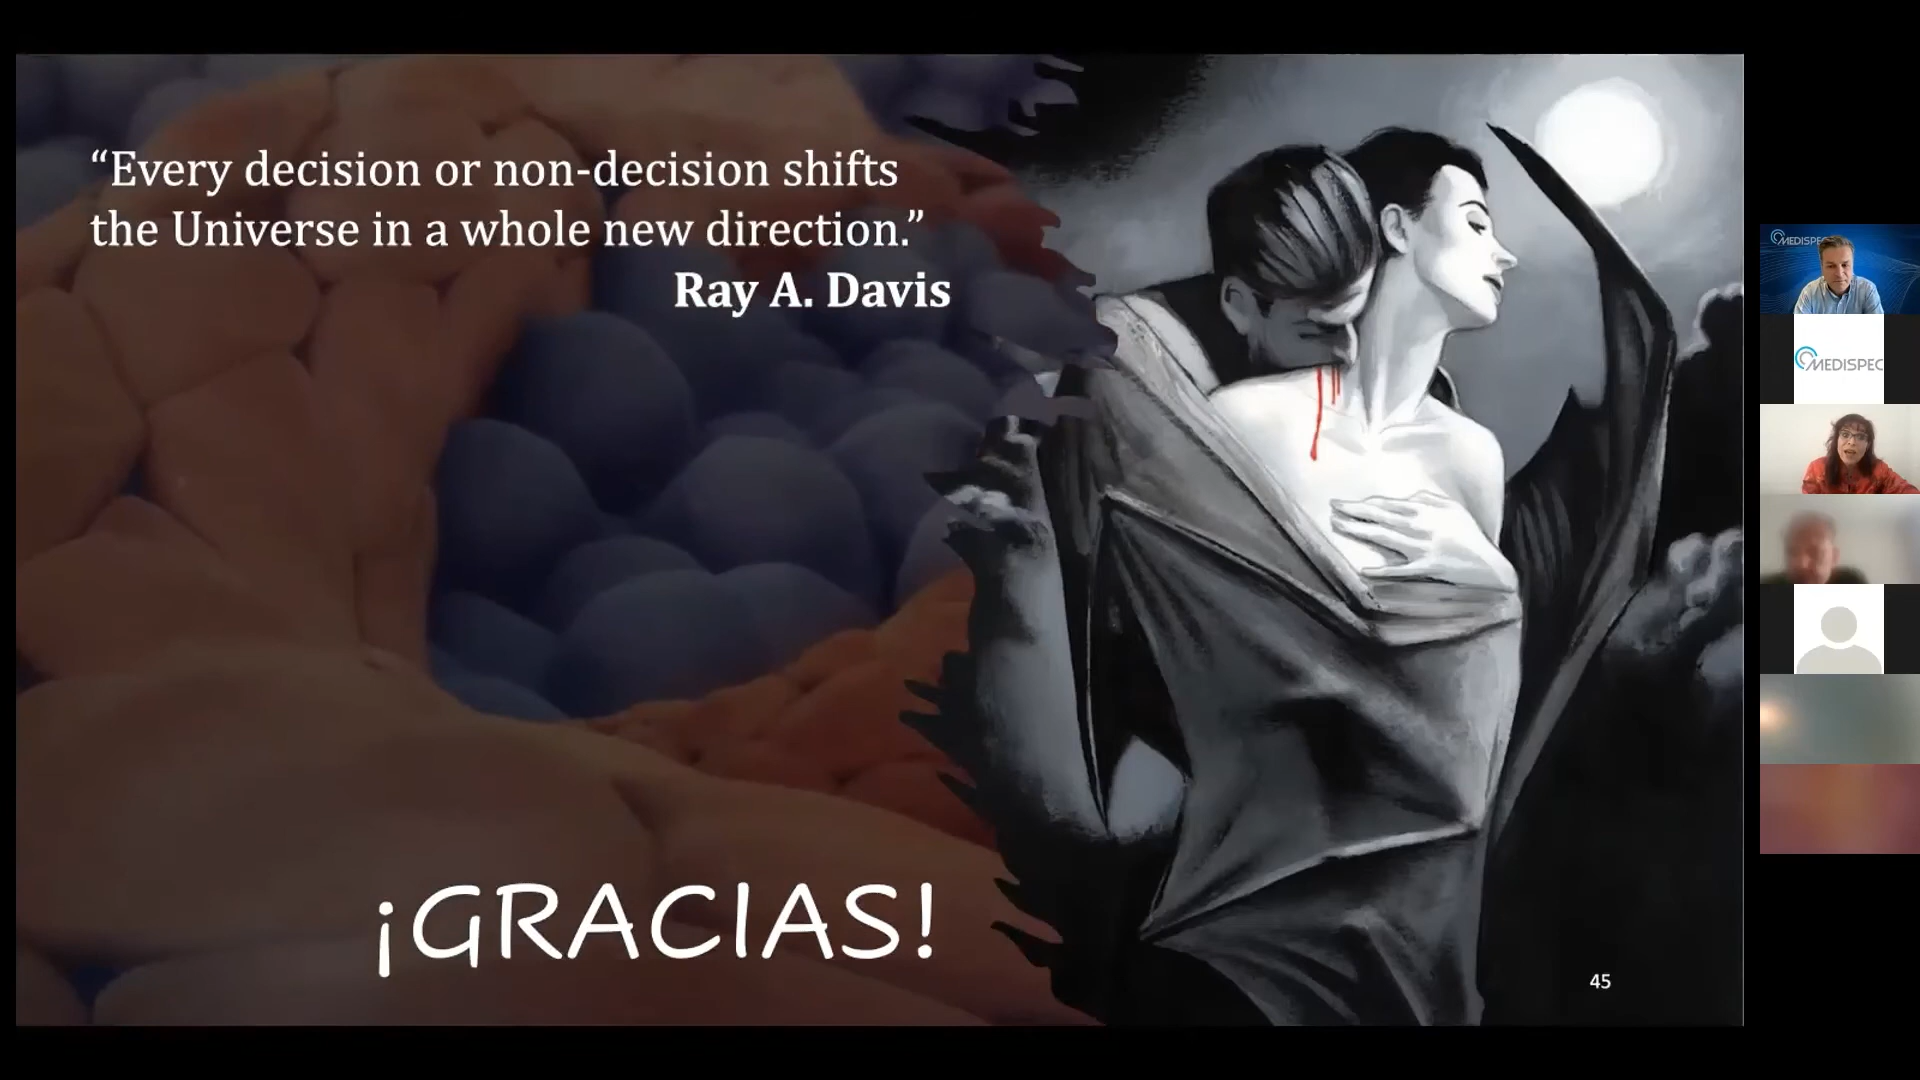 “Every decision or non-decision shifts
the Universe in a whole new direction.”
Ray A. Davis
¡GRACIAS!
45
MEDISPEC
MEDISPEC